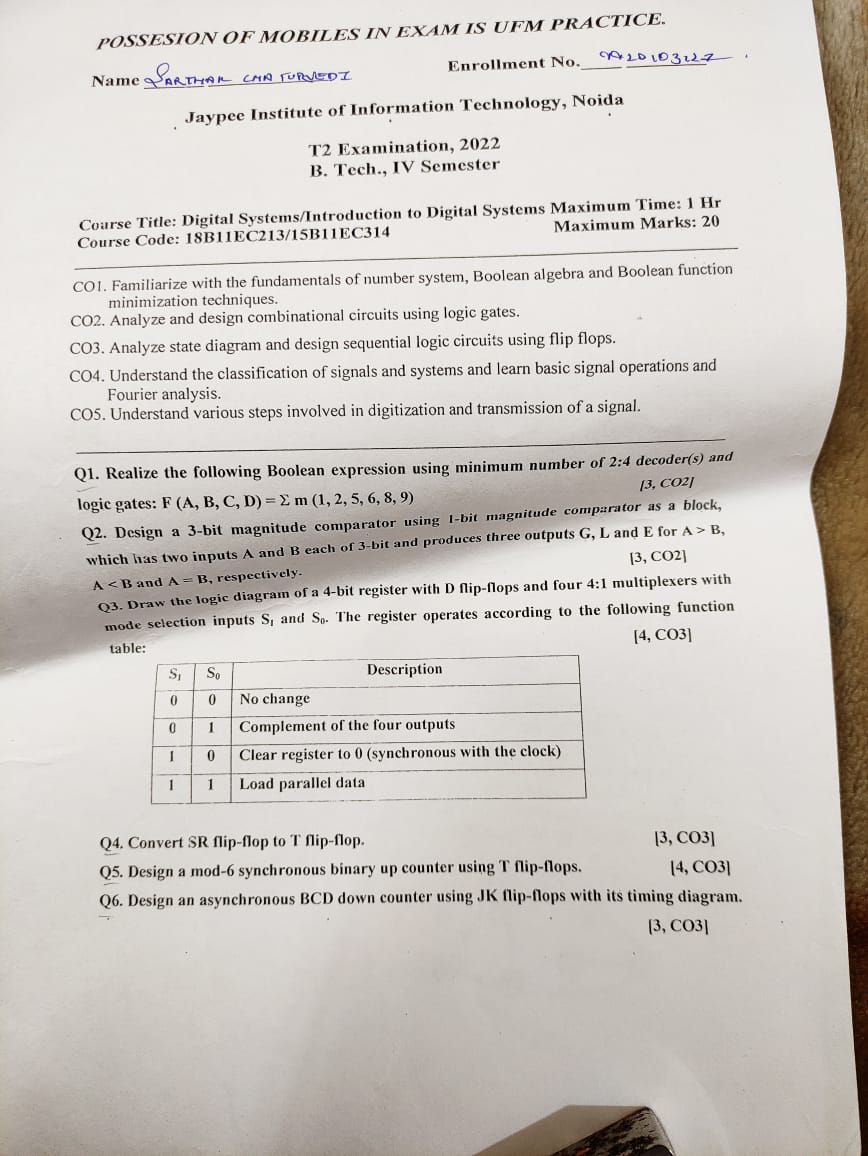 POSSESION OF MOBILES IN EXAM IS UFM PRACTICE.
Name SARTHAK CHATURVEDI Enrollment No.
Jaypee Institute of Information Technology, Noida
T2 Examination, 2022
B. Tech., IV Semester
Course Title: Digital Systems/Introduction to Digital Systems Maximum Time: 1 Hr
Course Code: 18B11EC213/15B11EC314 Maximum Marks: 20
CO1. Familiarize with the fundamentals of number system, Boolean algebra and Boolean function
minimization techniques.
CO2. Analyze and design combinational circuits using logic gates.
CO3. Analyze state diagram and design sequential logic circuits using flip flops.
CO4. Understand the classification of signals and systems and learn basic signal operations and
Fourier analysis.
CO5. Understand various steps involved in digitization and transmission of a signal.
Q1. Realize the following Boolean expression using minimum number of 2:4 decoder(s) and
logic gates: F (A, B, C, D) = Σ m (1, 2, 5, 6, 8, 9) [3, CO2]
Q2. Design a 3-bit magnitude comparator using 1-bit magnitude comparator as a block,
which has two inputs A and B each of 3-bit and produces three outputs G, L and E for A > B,
A < B and A = B, respectively. [3, CO2]
Q3. Draw the logic diagram of a 4-bit register with D flip-flops and four 4:1 multiplexers with
mode selection inputs S₁ and S₀. The register operates according to the following function
table: [4, CO3]
S₁ S₀ Description
0 0 No change
0 1 Complement of the four outputs
1 0 Clear register to 0 (synchronous with the clock)
1 1 Load parallel data
Q4. Convert SR flip-flop to T flip-flop. [3, CO3]
Q5. Design a mod-6 synchronous binary up counter using T flip-flops. [4, CO3]
Q6. Design an asynchronous BCD down counter using JK flip-flops with its timing diagram.
[3, CO3]